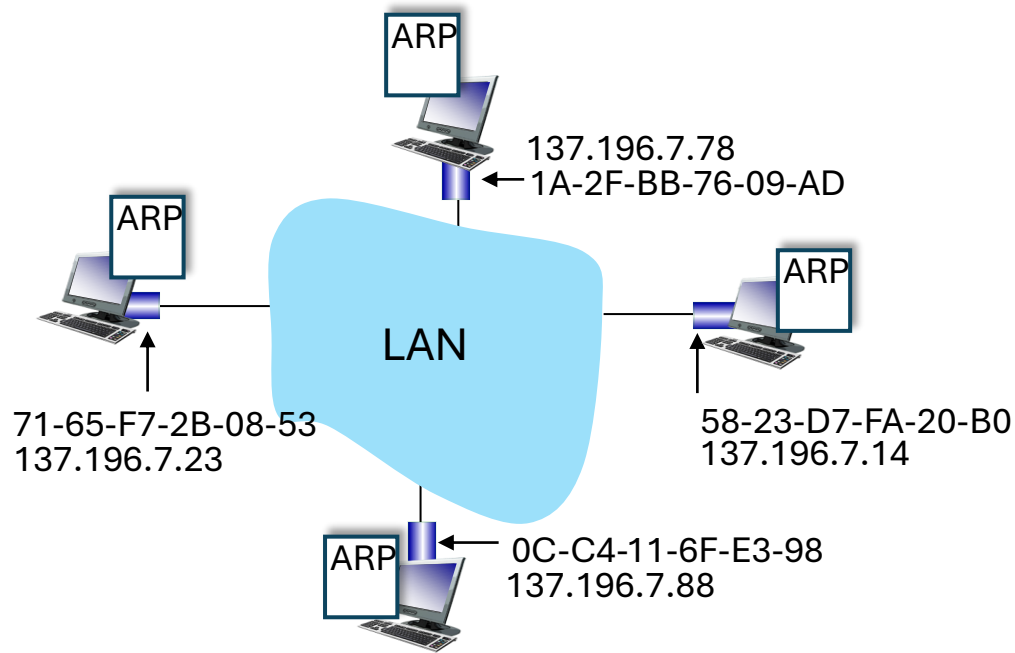 ARP
137.196.7.78
1A-2F-BB-76-09-AD
ARP
ARP
LAN
71-65-F7-2B-08-53
137.196.7.23
58-23-D7-FA-20-B0
137.196.7.14
ARP
0C-C4-11-6F-E3-98
137.196.7.88